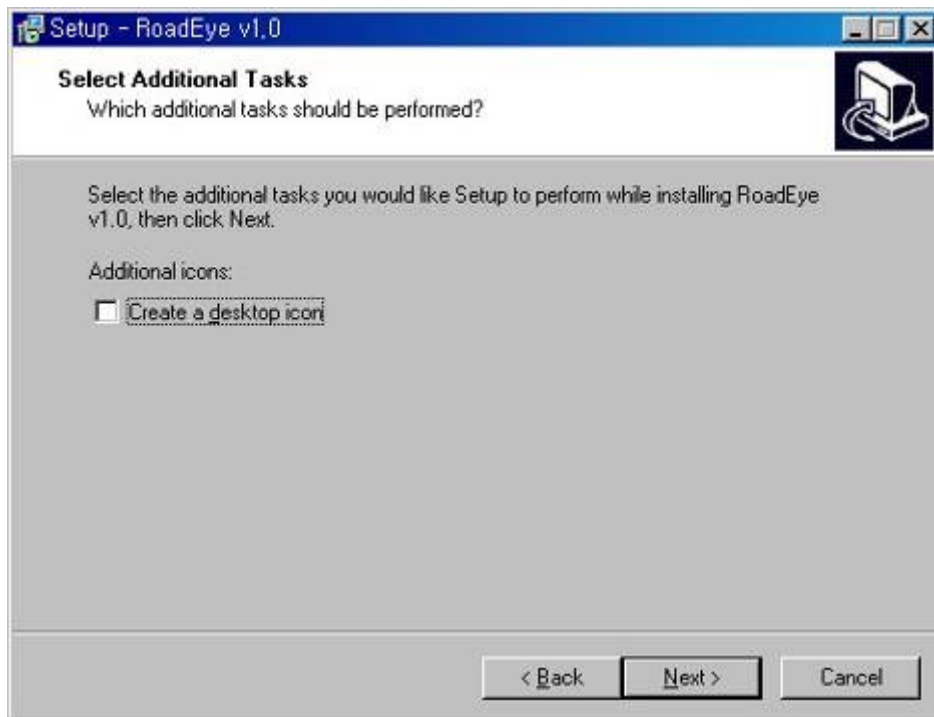 Setup - RoadEye v1.0
Select Additional Tasks
Which additional tasks should be performed?
Select the additional tasks you would like Setup to perform while installing RoadEye
v1.0, then click Next.
Additional icons:
Create a desktop icon
< Back Next > Cancel